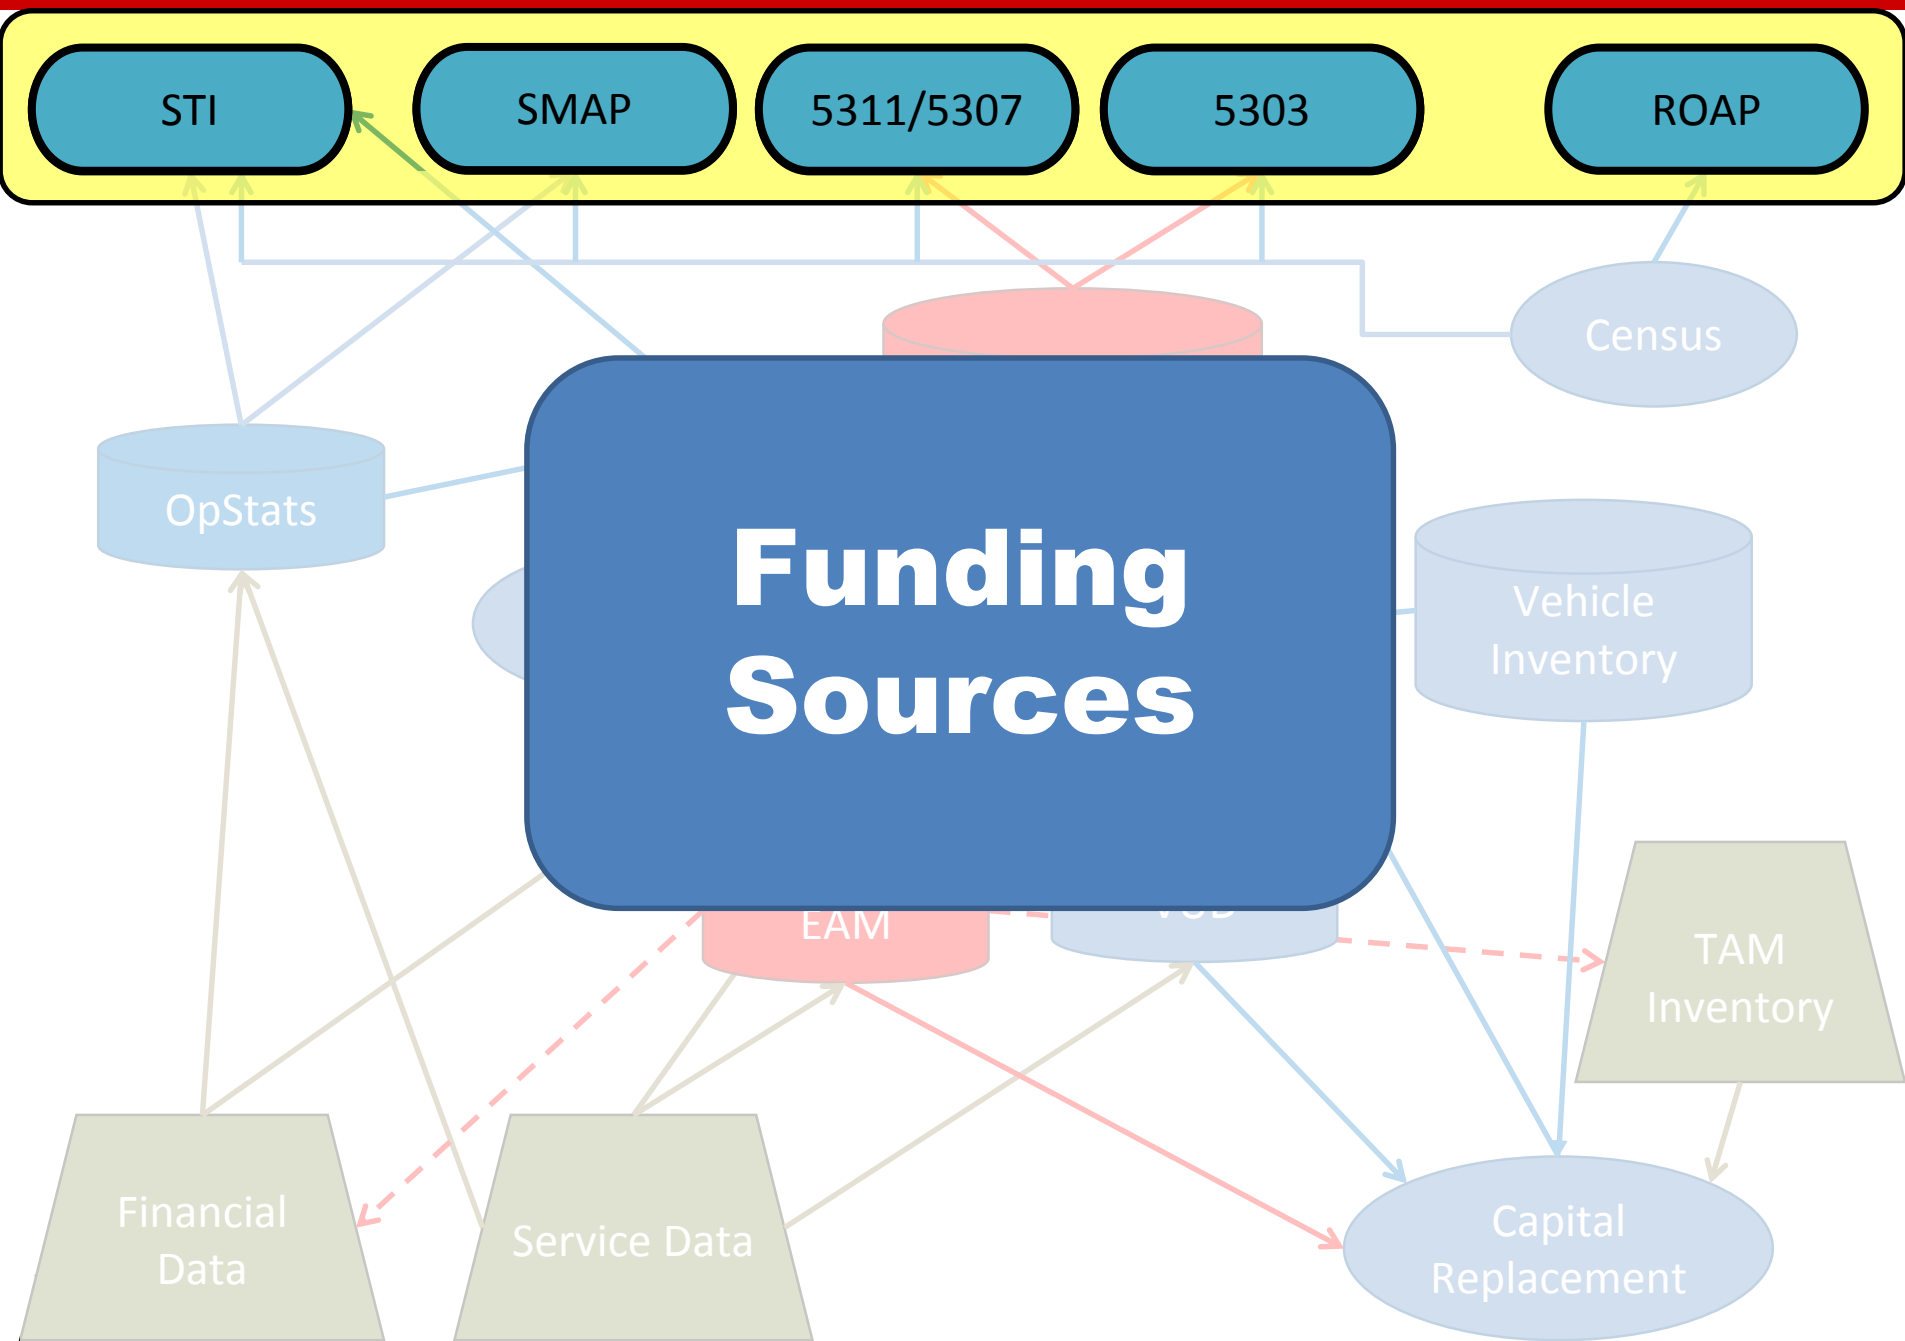 STI
SMAP
5311/5307
5303
ROAP
Census
OpStats
Funding
Sources
Vehicle
Inventory
EAM
TAM
Inventory
Financial
Data
Service Data
Capital
Replacement